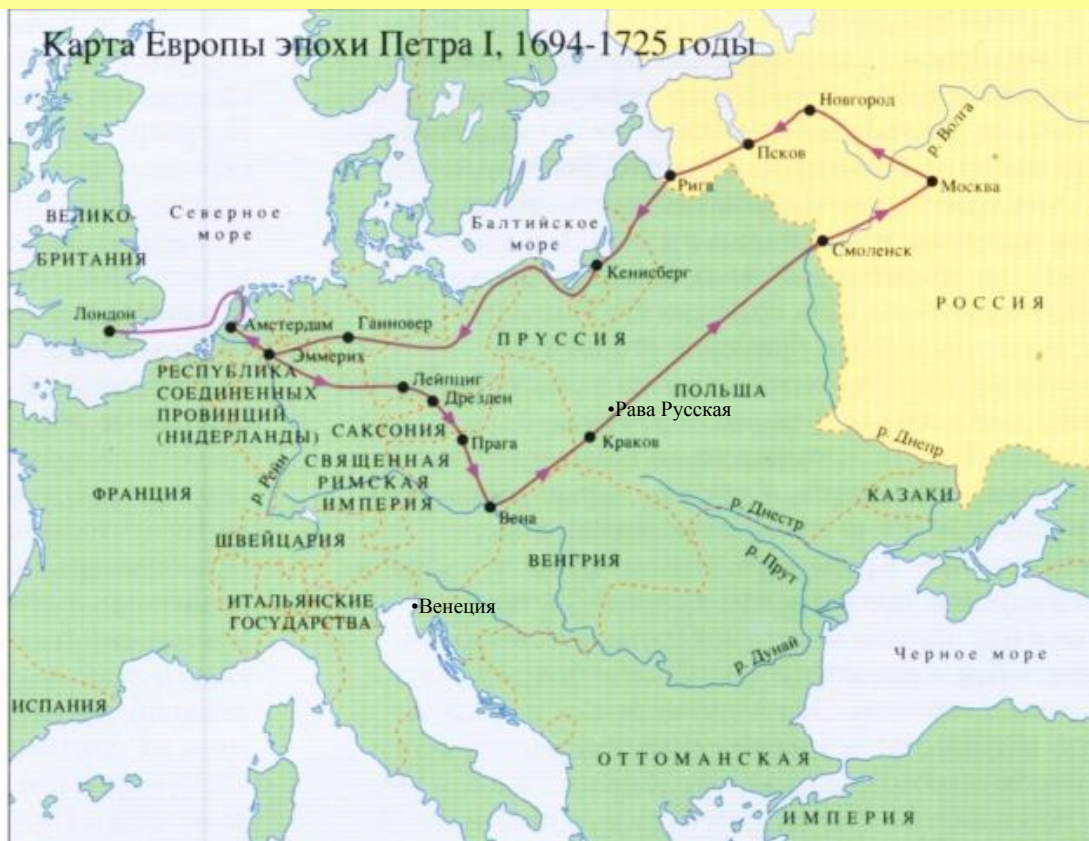 Карта Европы эпохи Петра I, 1694-1725 годы
Новгород
р. Волга
Псков
Рига
Москва
ВЕЛИКО-
БРИТАНИЯ
Северное
море
Балтийское
море
Смоленск
Кенисберг
РОССИЯ
Лондон
Амстердам
Ганновер
ПРУССИЯ
Эммерих
РЕСПУБЛИКА
СОЕДИНЕННЫХ
ПРОВИНЦИЙ
(НИДЕРЛАНДЫ)
Лейпциг
Дрезден
ПОЛЬША
•Рава Русская
САКСОНИЯ
Прага
Краков
р. Днепр
СВЯЩЕННАЯ
РИМСКАЯ
ИМПЕРИЯ
р. Рейн
ФРАНЦИЯ
КАЗАКИ
Вена
р. Днестр
ШВЕЙЦАРИЯ
ВЕНГРИЯ
р. Прут
ИТАЛЬЯНСКИЕ
ГОСУДАРСТВА
•Венеция
р. Дунай
Черное море
ИСПАНИЯ
ОТТОМАНСКАЯ
ИМПЕРИЯ